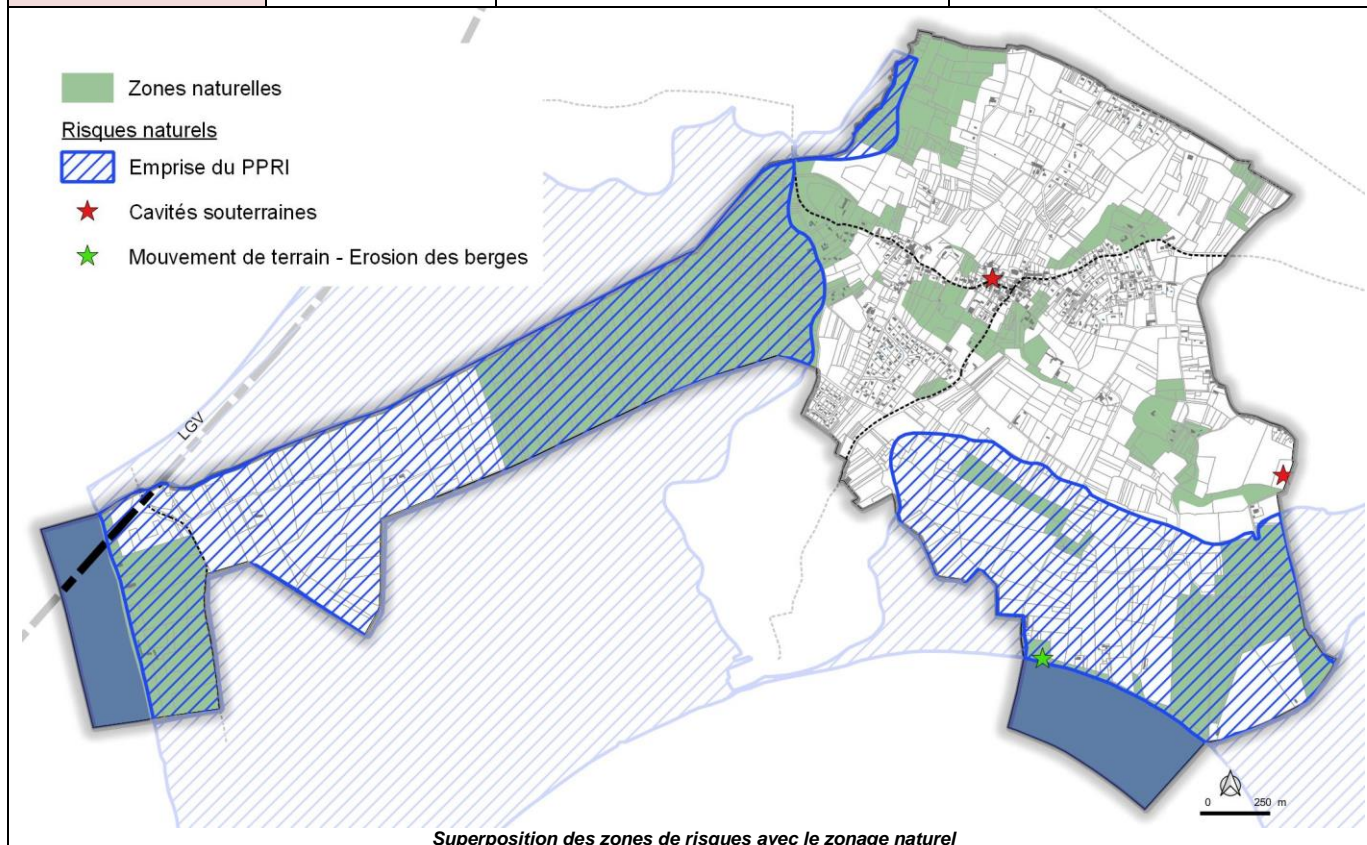 Zones naturelles
Risques naturels
Emprise du PPRI
Cavités souterraines
Mouvement de terrain - Erosion des berges
LGV
0 250 m
Superposition des zones de risques avec le zonage naturel